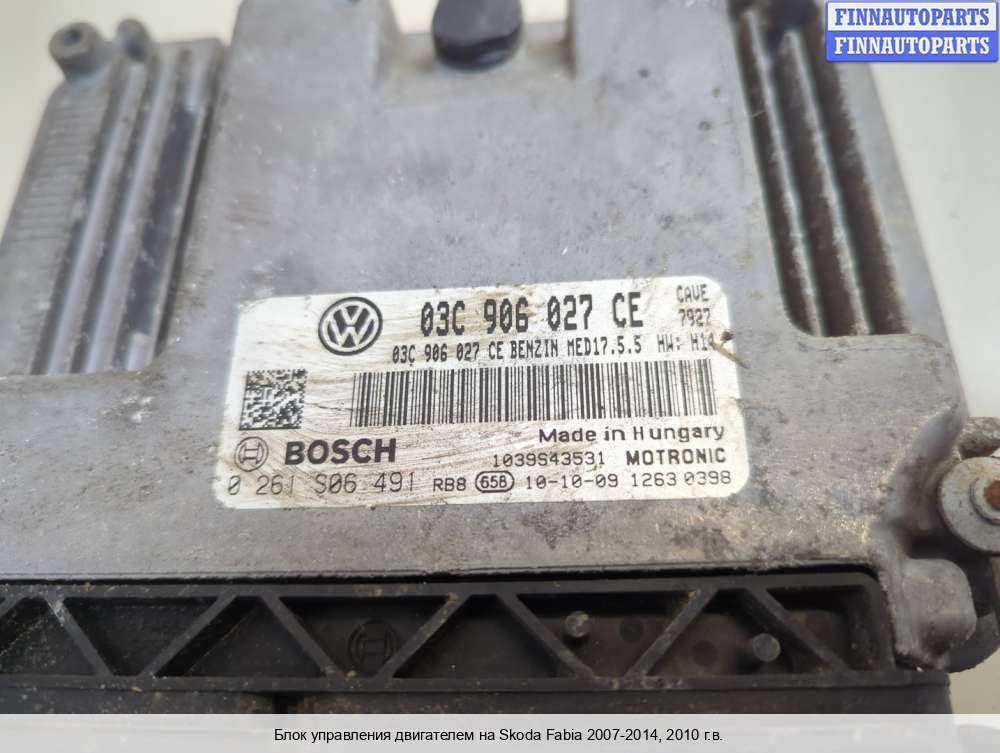 FINNAUTOPARTS
FINNAUTOPARTS
03C 906 027 CE
CAVE
7927
03C 906 027 CE BENZIN MED17.5.5 HW: H14
Made in Hungary
BOSCH
1039S43531 MOTRONIC
0 261 S06 491 RB8 658 10-10-09 1263 0398
Блок управления двигателем на Skoda Fabia 2007-2014, 2010 г.в.